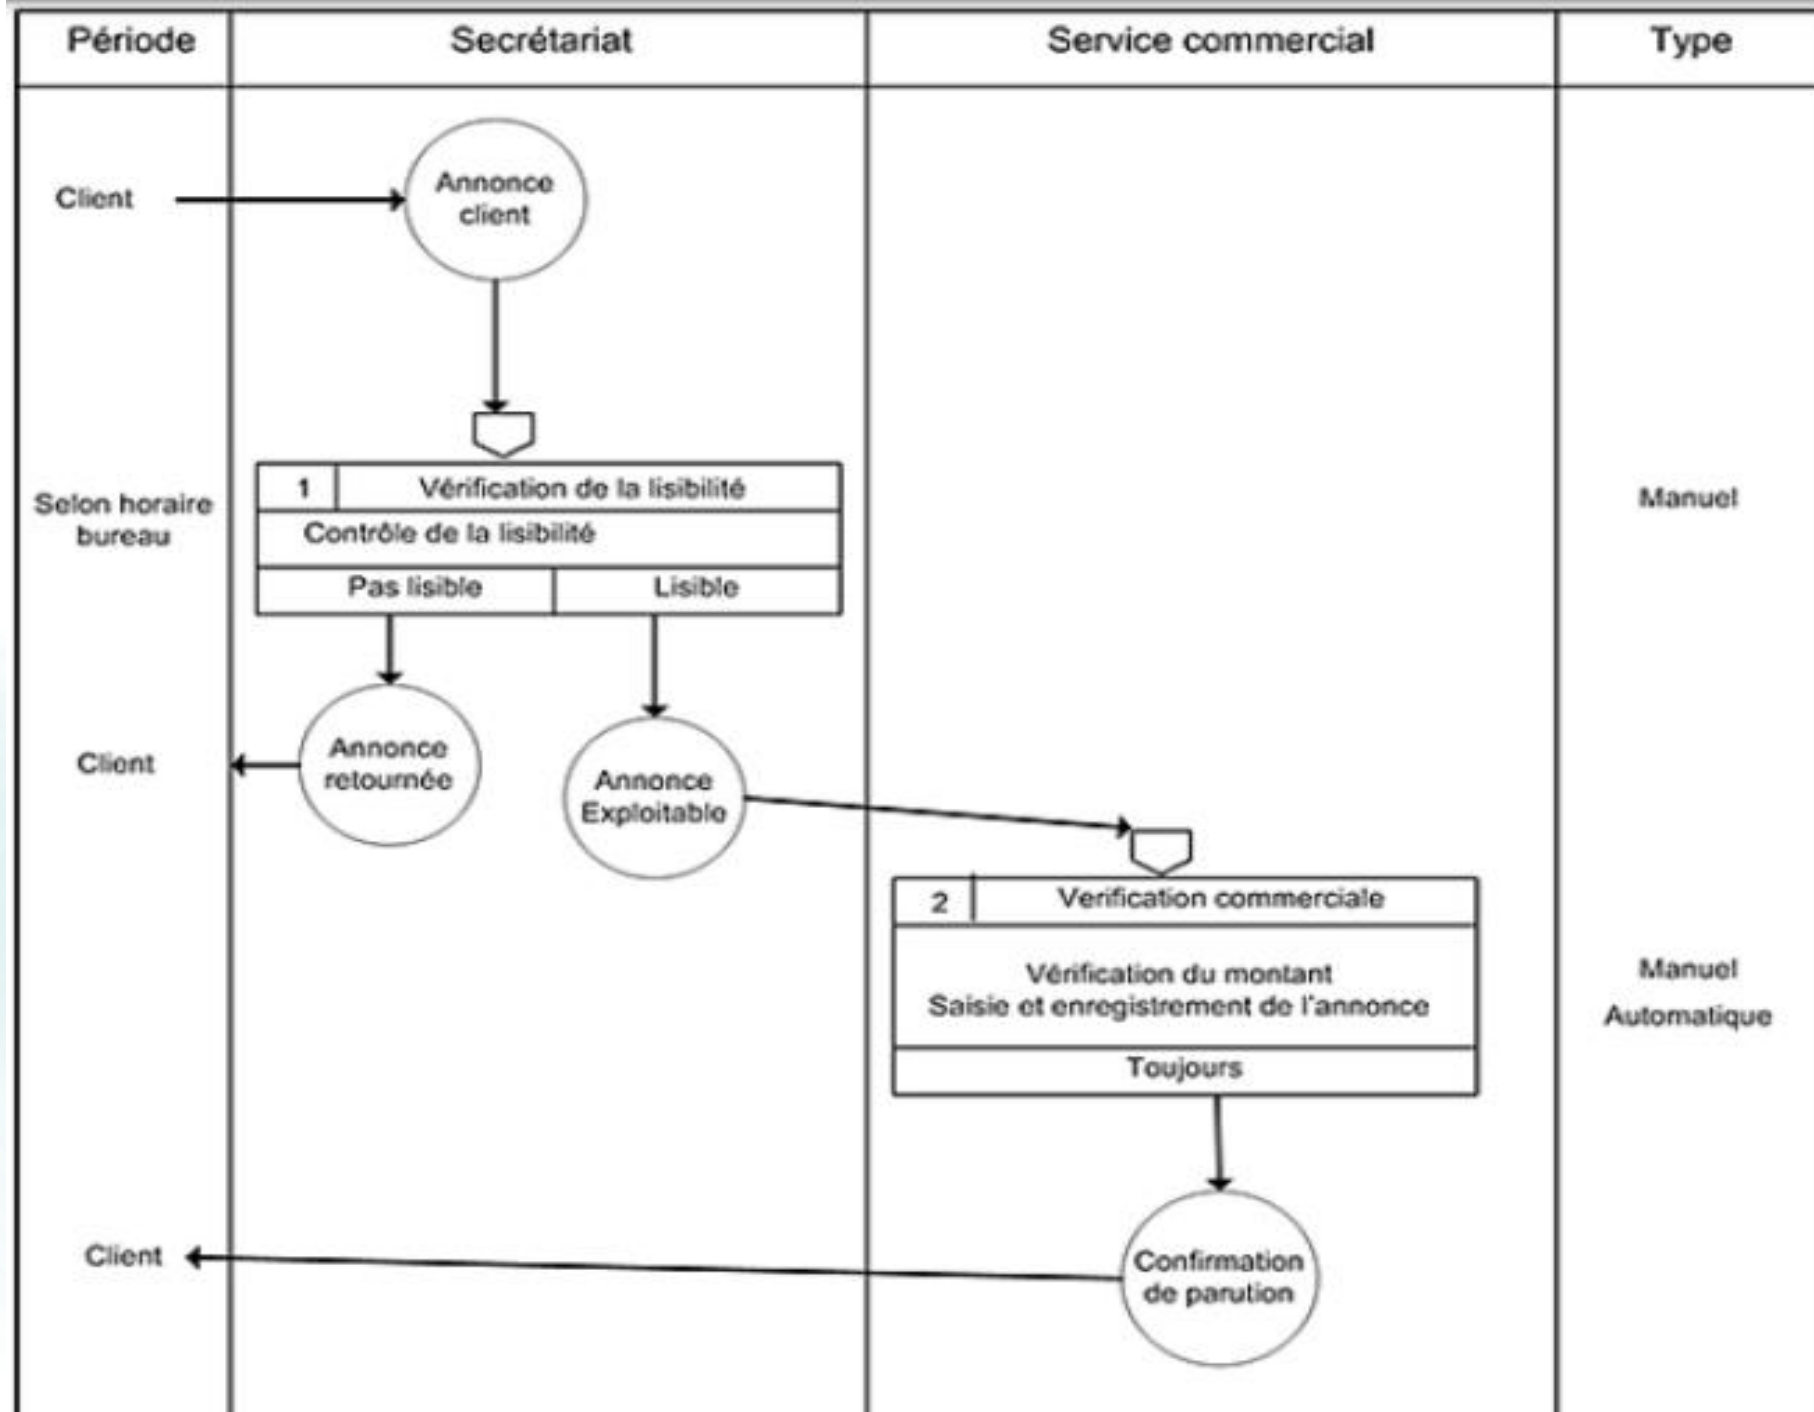 Période
Secrétariat
Service commercial
Type
Client
Annonce
client
Selon horaire
bureau
1
Vérification de la lisibilité
Contrôle de la lisibilité
Pas lisible
Lisible
Manuel
Client
Annonce
retournée
Annonce
Exploitable
2
Verification commerciale
Vérification du montant
Saisie et enregistrement de l'annonce
Toujours
Manuel
Automatique
Client
Confirmation
de parution